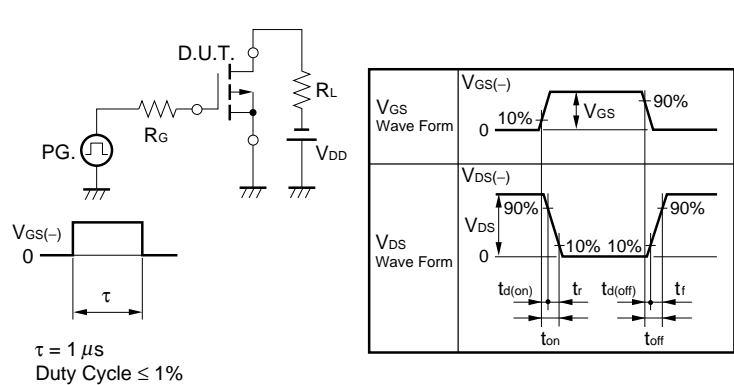 D.U.T.
RL
RG
PG.
VDD
VGS(−)
0
τ
τ = 1 μs
Duty Cycle ≤ 1%
VGS
Wave Form
VGS(−)
10%
VGS
90%
0
VDS
Wave Form
VDS(−)
90%
VDS
10% 10%
90%
0
td(on) tr td(off) tf
ton toff